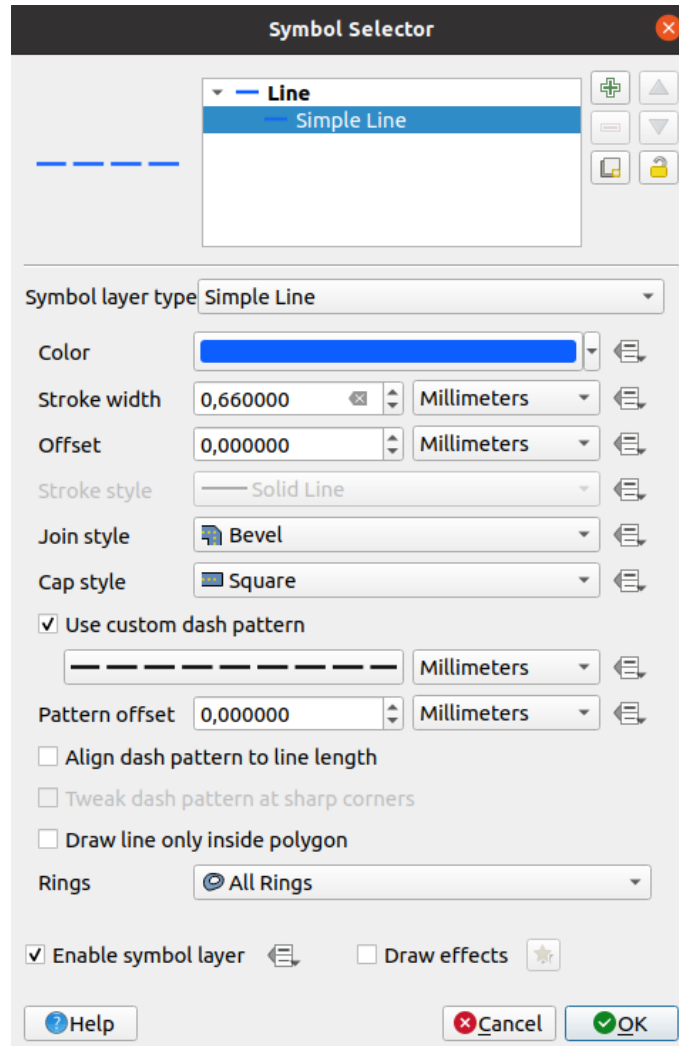 Symbol Selector
Line
Simple Line
Symbol layer type Simple Line
Color
Stroke width 0,660000 Millimeters
Offset 0,000000 Millimeters
Stroke style Solid Line
Join style Bevel
Cap style Square
Use custom dash pattern
Millimeters
Pattern offset 0,000000 Millimeters
Align dash pattern to line length
Tweak dash pattern at sharp corners
Draw line only inside polygon
Rings All Rings
Enable symbol layer Draw effects
Help Cancel OK